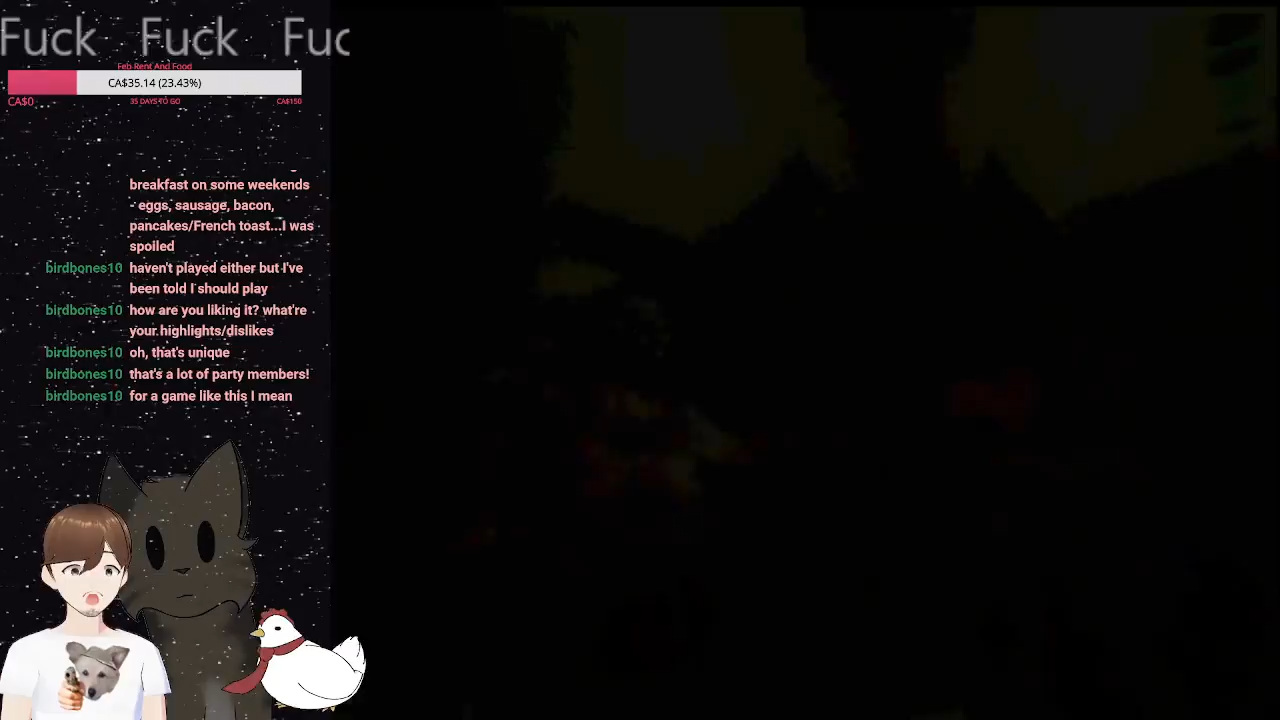 Fuck Fuck Fuc
Feb Rent And Food
CA$35.14 (23.43%)
CA$0 35 DAYS TO GO CA$150
breakfast on some weekends
- eggs, sausage, bacon,
pancakes/French toast...I was
spoiled
birdbones10 haven't played either but I've
been told I should play
birdbones10 how are you liking it? what're
your highlights/dislikes
birdbones10 oh, that's unique
birdbones10 that's a lot of party members!
birdbones10 for a game like this I mean